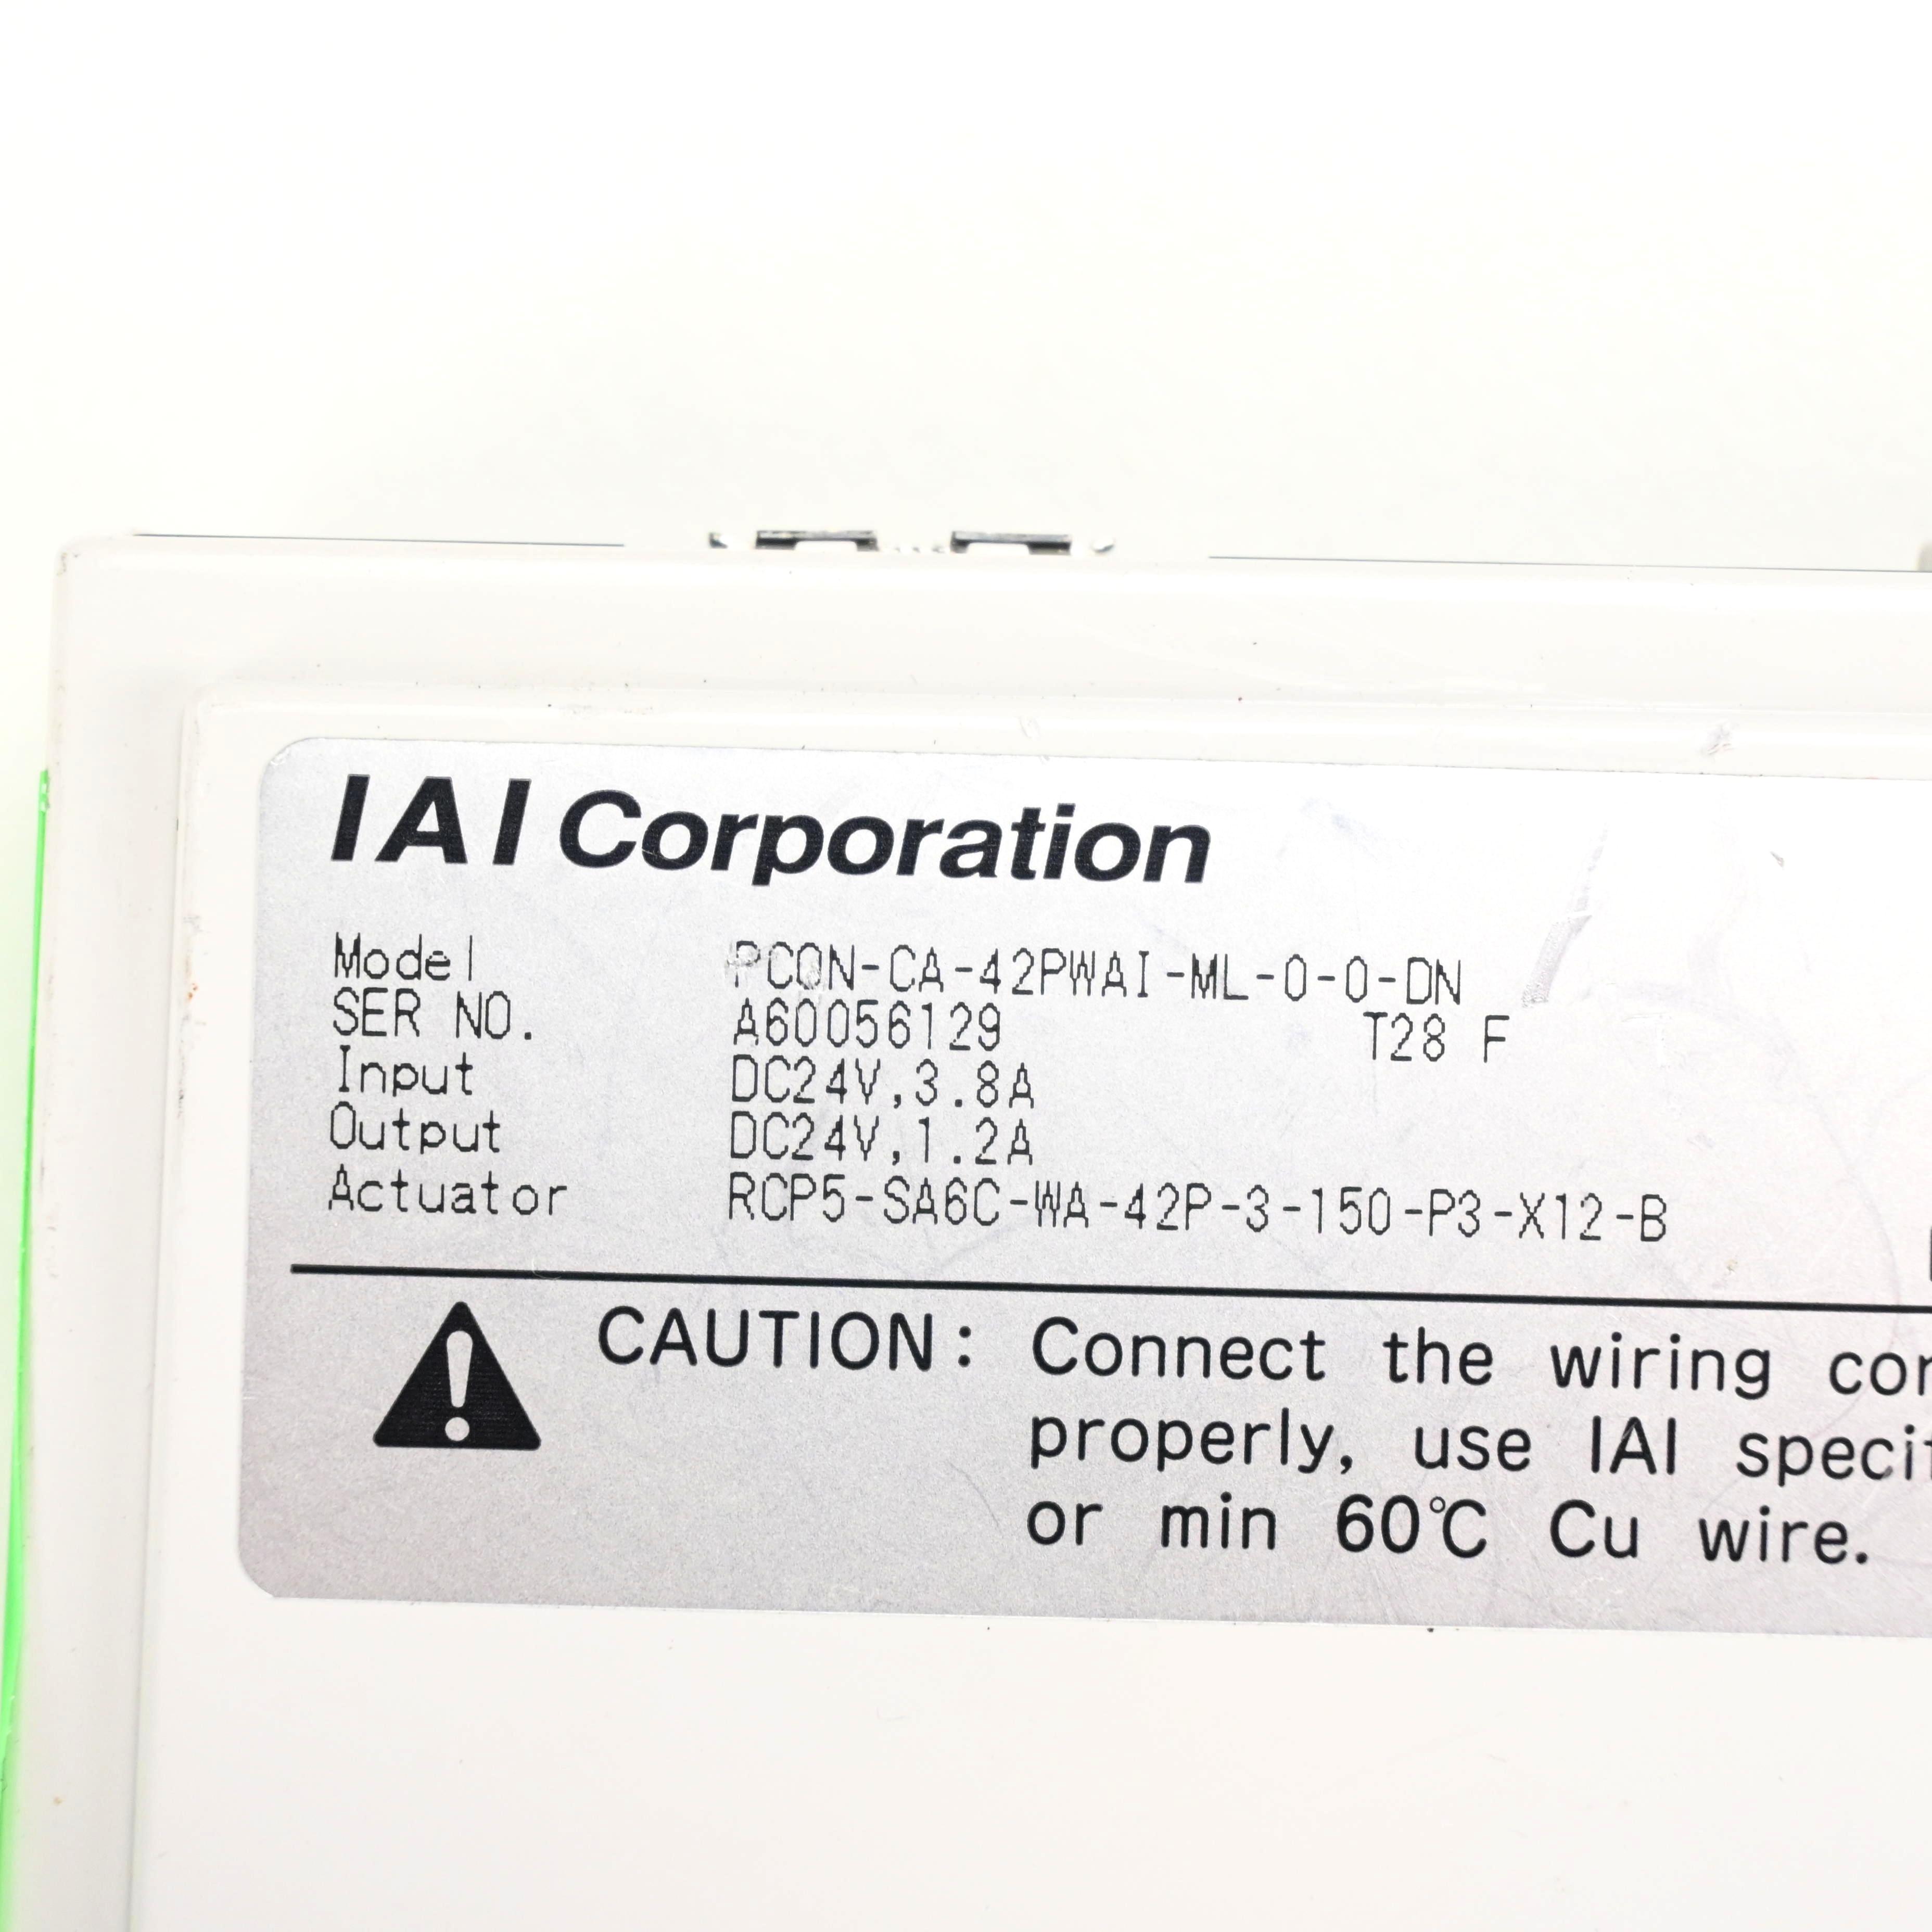 IAI Corporation
Model PCON-CA-42PWAI-ML-0-0-DN
SER NO. A60056129 T28 F
Input DC24V,3.8A
Output DC24V,1.2A
Actuator RCP5-SA6C-WA-42P-3-150-P3-X12-B
CAUTION: Connect the wiring
properly, use IAI
or min 60℃ Cu wire.